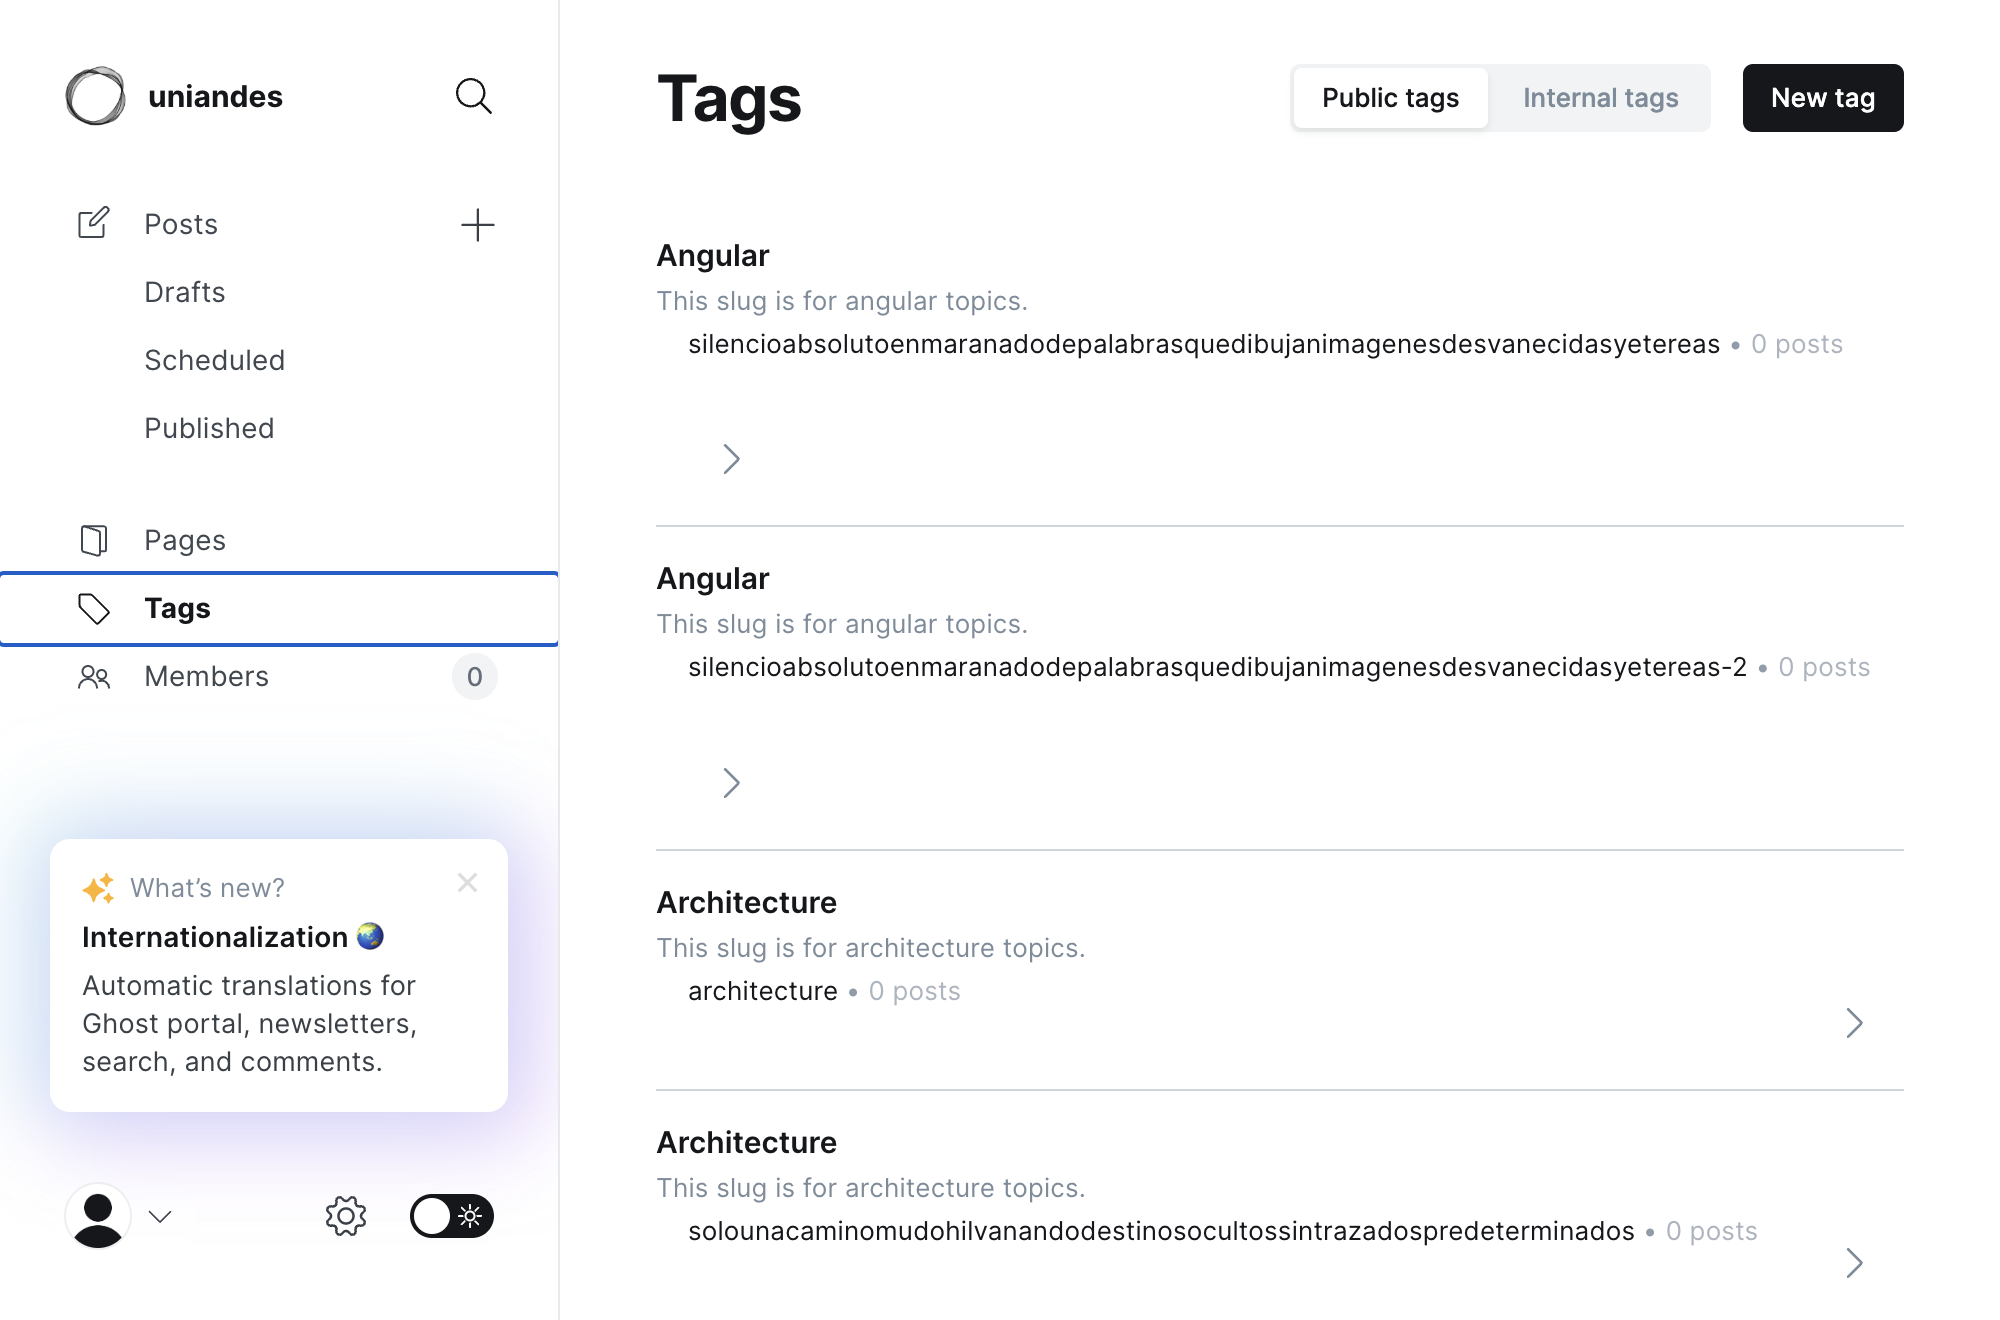 uniandes
Posts
Drafts
Scheduled
Published
Pages
Tags
Members
0
What’s new?
Internationalization
Automatic translations for
Ghost portal, newsletters,
search, and comments.
Tags
Public tags
Internal tags
New tag
Angular
This slug is for angular topics.
silencioabsolutoenmaranadodepalabrasquedibujanimagenesdesvanecidasyetereas • 0 posts
Angular
This slug is for angular topics.
silencioabsolutoenmaranadodepalabrasquedibujanimagenesdesvanecidasyetereas-2 • 0 posts
Architecture
This slug is for architecture topics.
architecture • 0 posts
Architecture
This slug is for architecture topics.
solounacaminomudohilvanandodestinosocultossintrazadospredeterminados • 0 posts